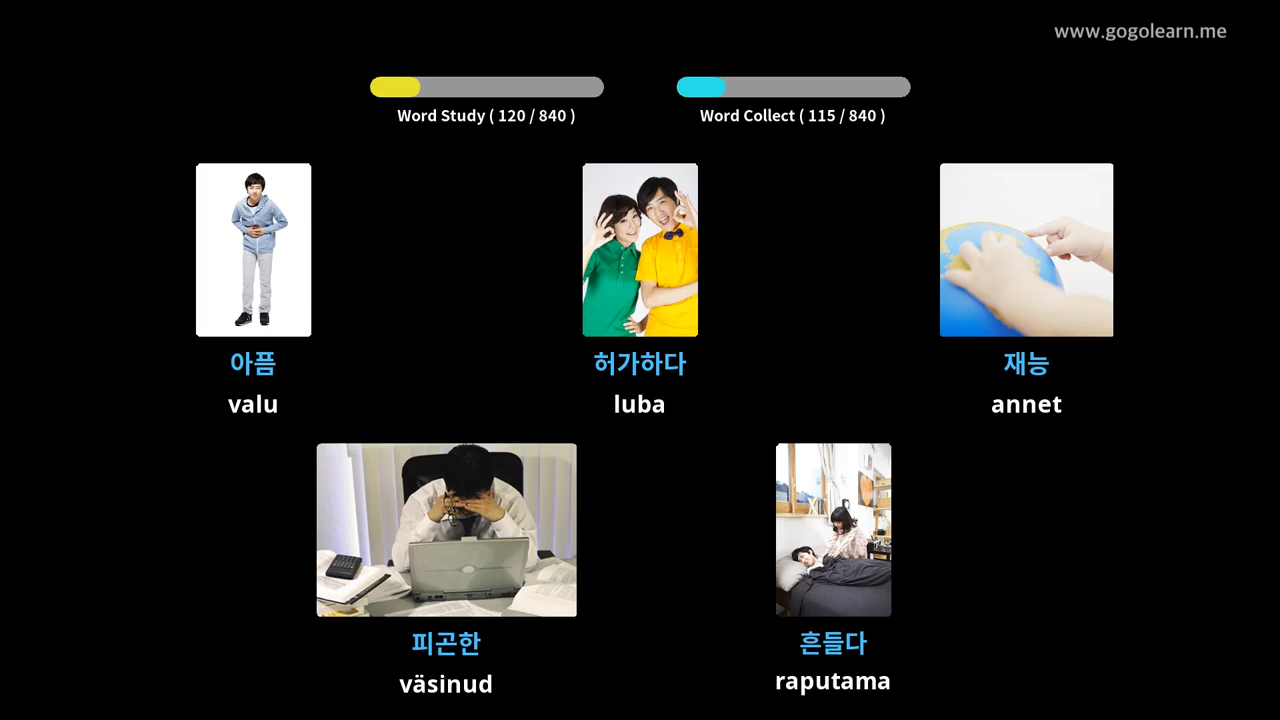 www.gogolearn.me
Word Study ( 120 / 840 )
Word Collect ( 115 / 840 )
아픔
valu
허가하다
luba
재능
annet
피곤한
väsinud
흔들다
raputama